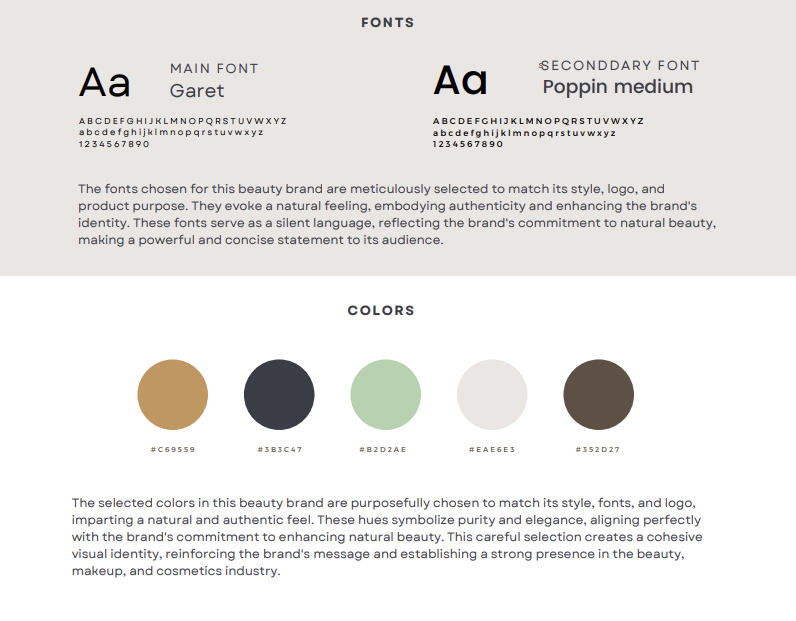 FONTS
Aa
MAIN FONT
Garet
ABCDEFGHIJKLMNOPQRSTUVWXYZ
abcdefghijklmnopqrstuvwxyz
1234567890
Aa
SECONDDARY FONT
Poppin medium
ABCDEFGHIJKLMNOPQRSTUVWXYZ
abcdefghijklmnopqrstuvwxyz
1234567890
The fonts chosen for this beauty brand are meticulously selected to match its style, logo, and
product purpose. They evoke a natural feeling, embodying authenticity and enhancing the brand's
identity. These fonts serve as a silent language, reflecting the brand's commitment to natural beauty,
making a powerful and concise statement to its audience.
COLORS
#C69559
#3B3C47
#B2D2AE
#EAE6E3
#352D27
The selected colors in this beauty brand are purposefully chosen to match its style, fonts, and logo,
imparting a natural and authentic feel. These hues symbolize purity and elegance, aligning perfectly
with the brand's commitment to enhancing natural beauty. This careful selection creates a cohesive
visual identity, reinforcing the brand's message and establishing a strong presence in the beauty,
makeup, and cosmetics industry.